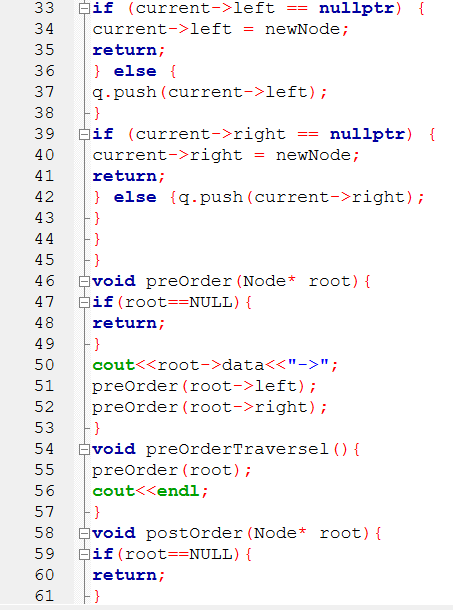 33 if (current->left == nullptr) {
34 current->left = newNode;
35 return;
36 } else {
37 q.push(current->left);
38 }
39 if (current->right == nullptr) {
40 current->right = newNode;
41 return;
42 } else {q.push(current->right);
43 }
44 }
45 }
46 void preOrder(Node* root){
47 if(root==NULL){
48 return;
49 }
50 cout<<root->data<<"->";
51 preOrder(root->left);
52 preOrder(root->right);
53 }
54 void preOrderTraversel(){
55 preOrder(root);
56 cout<<endl;
57 }
58 void postOrder(Node* root){
59 if(root==NULL){
60 return;
61 }